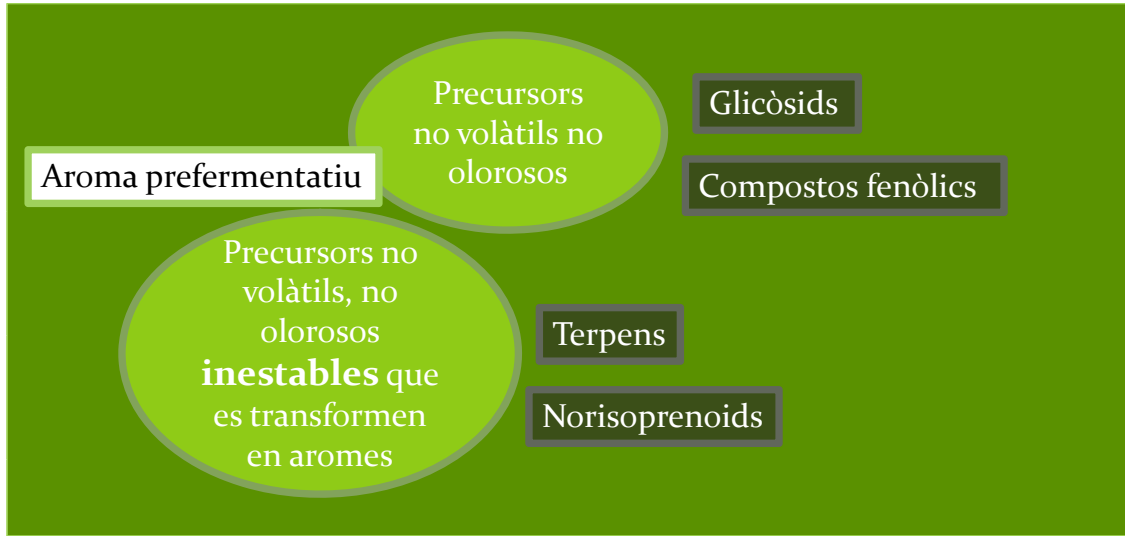 Aroma prefermentatiu
Precursors
no volàtils no
olorosos
Glicòsids
Compostos fenòlics
Precursors no
volàtils, no
olorosos
inestables que
es transformen
en aromes
Terpens
Norisoprenoids